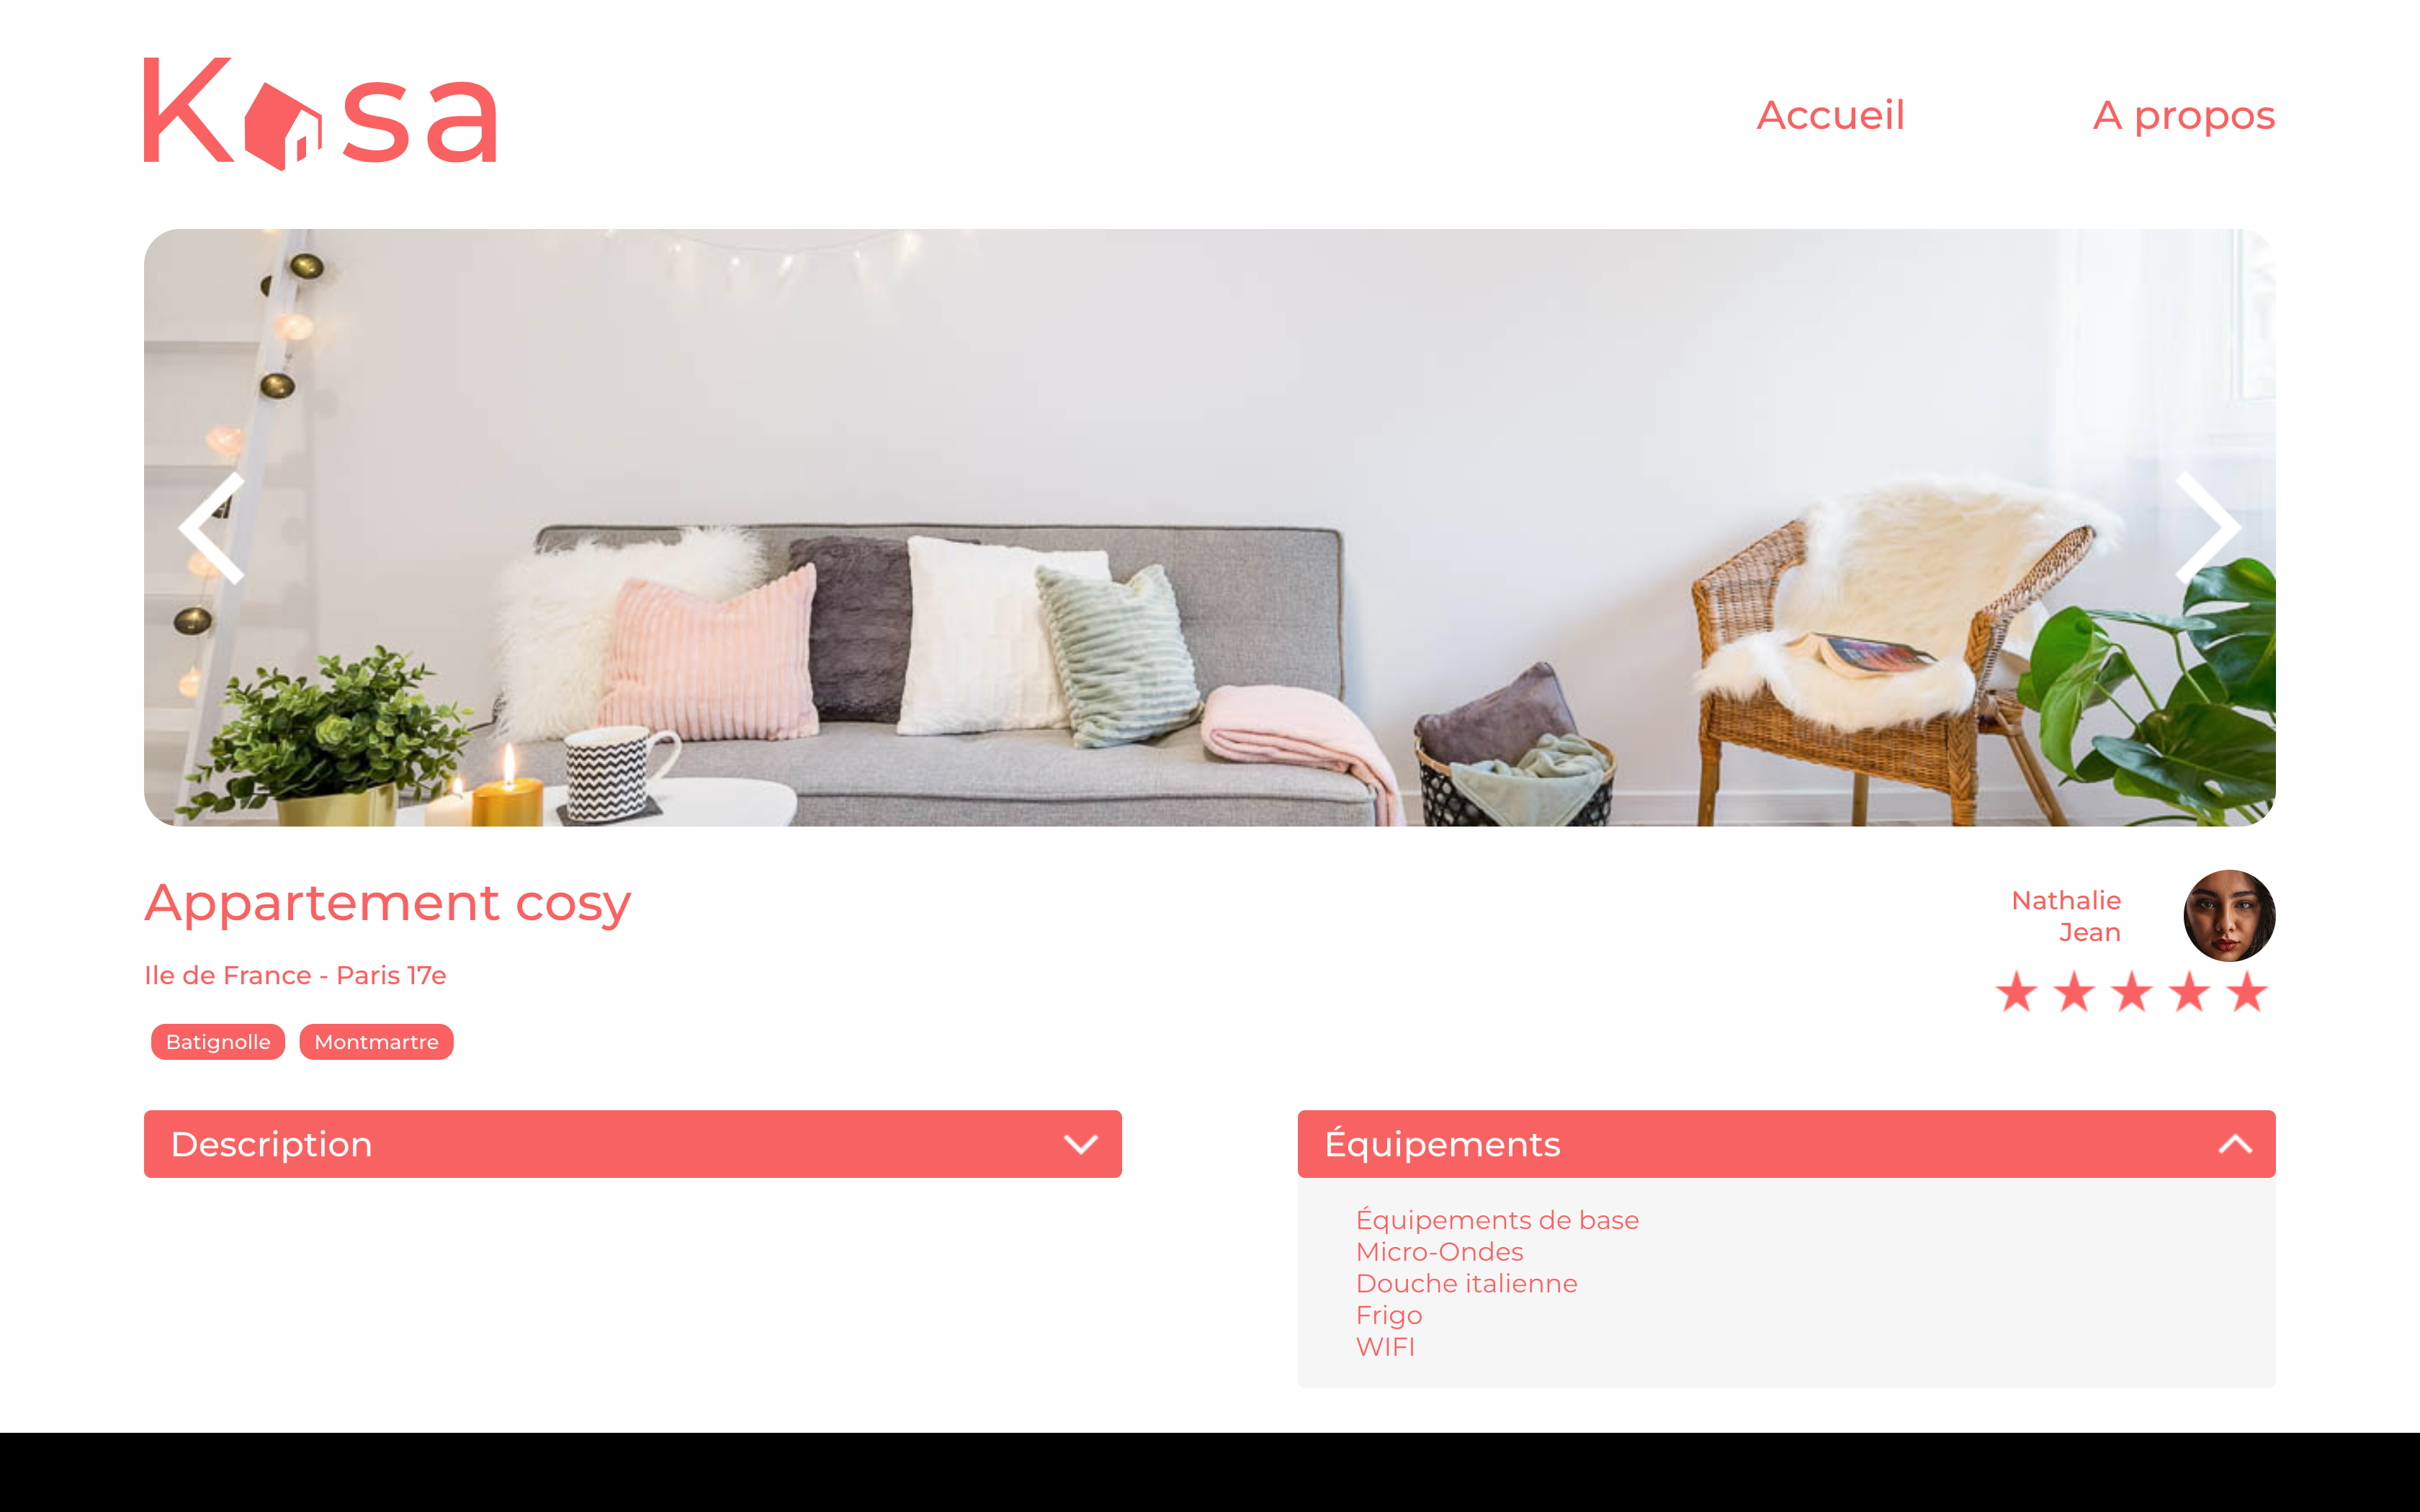 Kasa
Accueil
A propos
Appartement cosy
Nathalie
Jean
Ile de France - Paris 17e
Batignolle
Montmartre
Description
Équipements
Équipements de base
Micro-Ondes
Douche italienne
Frigo
WIFI